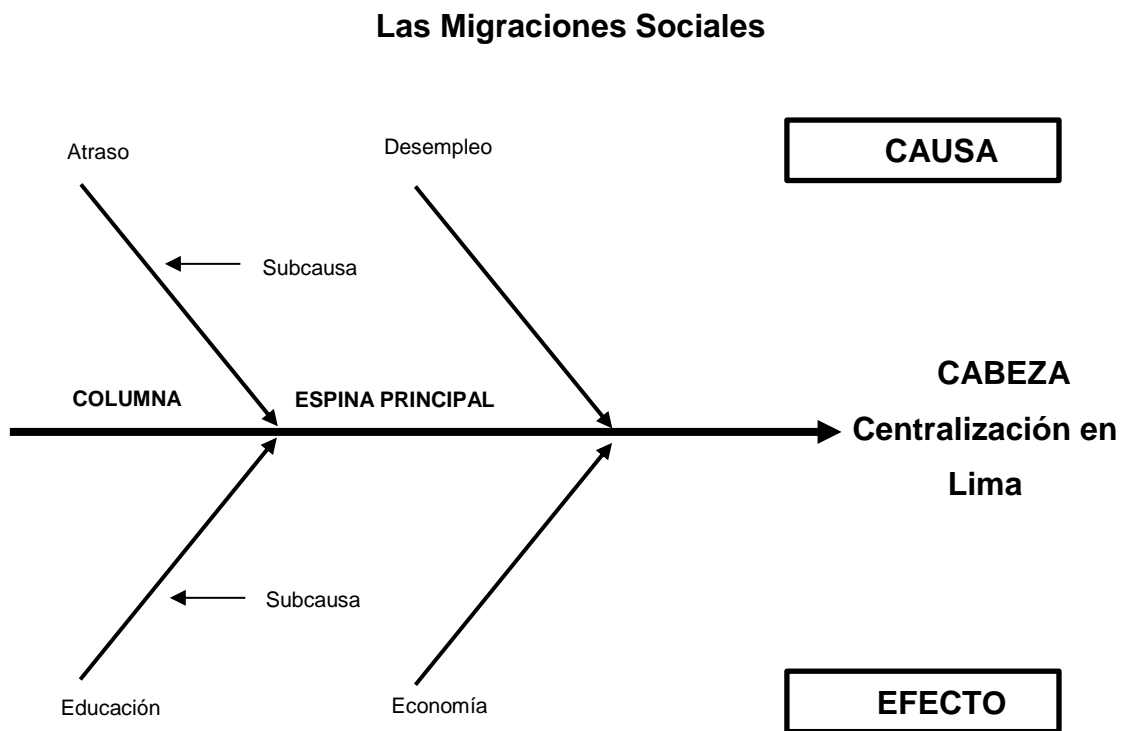 Las Migraciones Sociales
Atraso
Desempleo
CAUSA
Subcausa
COLUMNA
ESPINA PRINCIPAL
CABEZA
Centralización en
Lima
Subcausa
Educación
Economía
EFECTO